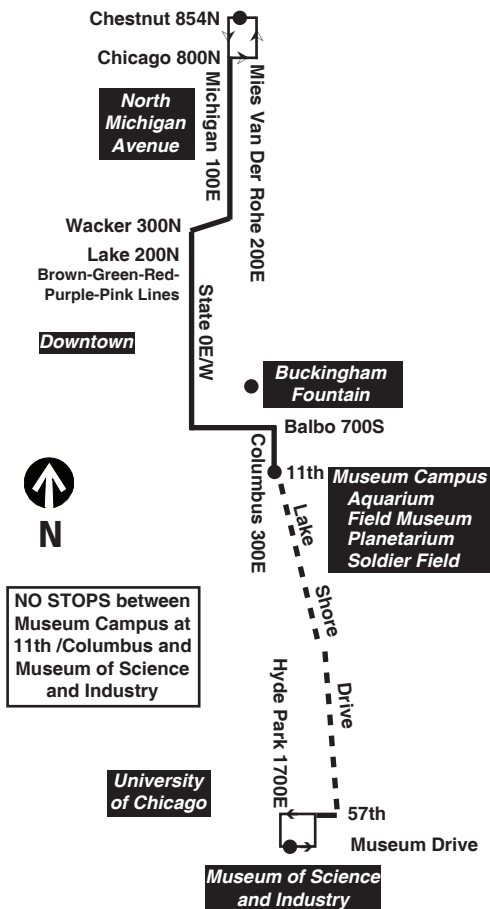 Chestnut 854N
Chicago 800N
North
Michigan
Avenue
Michigan 100E
Mies Van Der Rohe 200E
Wacker 300N
Lake 200N
Brown-Green-Red-
Purple-Pink Lines
State 0E/W
Downtown
Buckingham
Fountain
Balbo 700S
Columbus 300E
11th
Museum Campus
Aquarium
Field Museum
Planetarium
Soldier Field
N
Lake Shore Drive
NO STOPS between
Museum Campus at
11th /Columbus and
Museum of Science
and Industry
Hyde Park 1700E
University
of Chicago
57th
Museum Drive
Museum of Science
and Industry